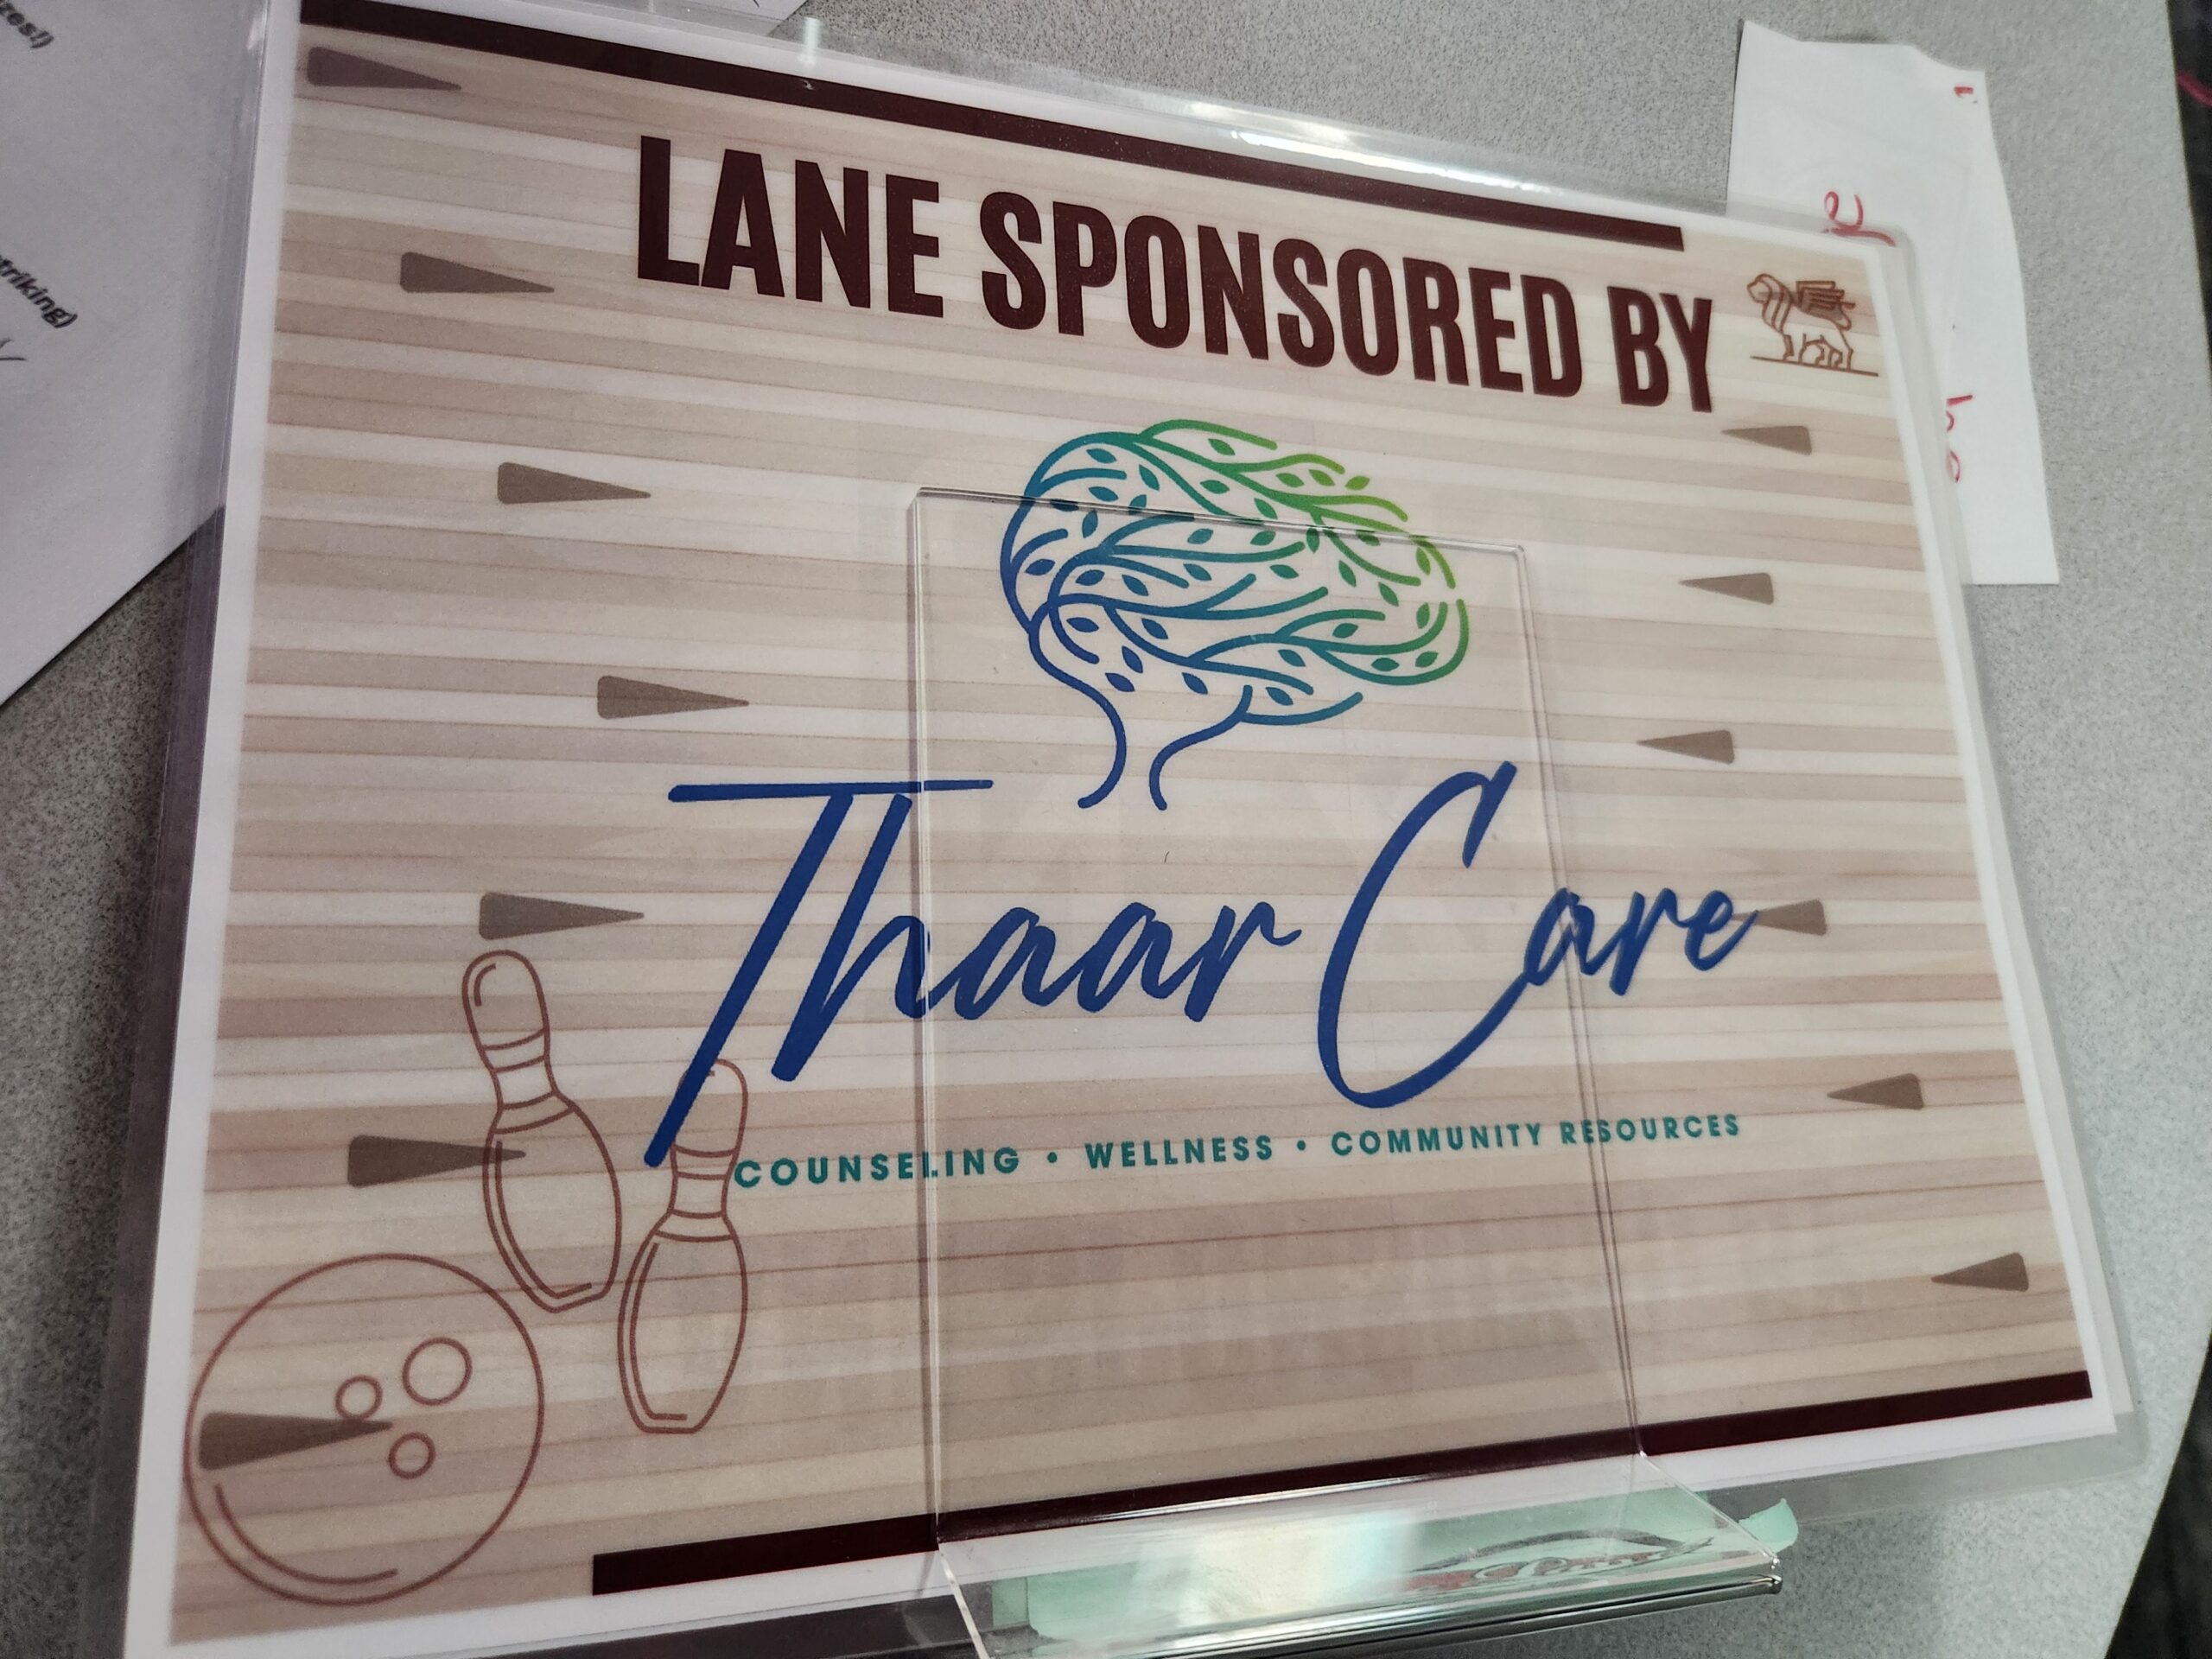 LANE SPONSORED BY
Thaar Care
COUNSELING • WELLNESS • COMMUNITY RESOURCES